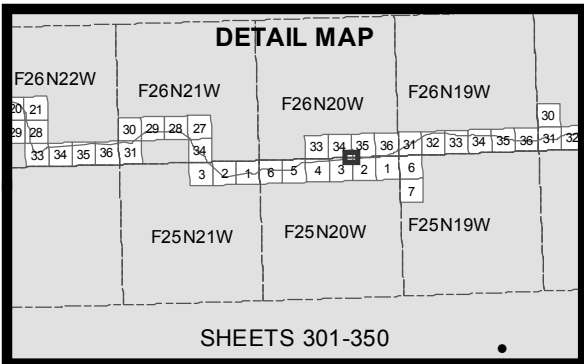 DETAIL MAP
F26N22W
F26N21W
F26N20W
F26N19W
20 21
29 28
33 34 35 36 31
30 29 28 27
34
3 2 1 6 5 4 3 2 1 6
7
33 34 35 36 31 32 33 34 35 36 31 32
30
F25N21W
F25N20W
F25N19W
SHEETS 301-350